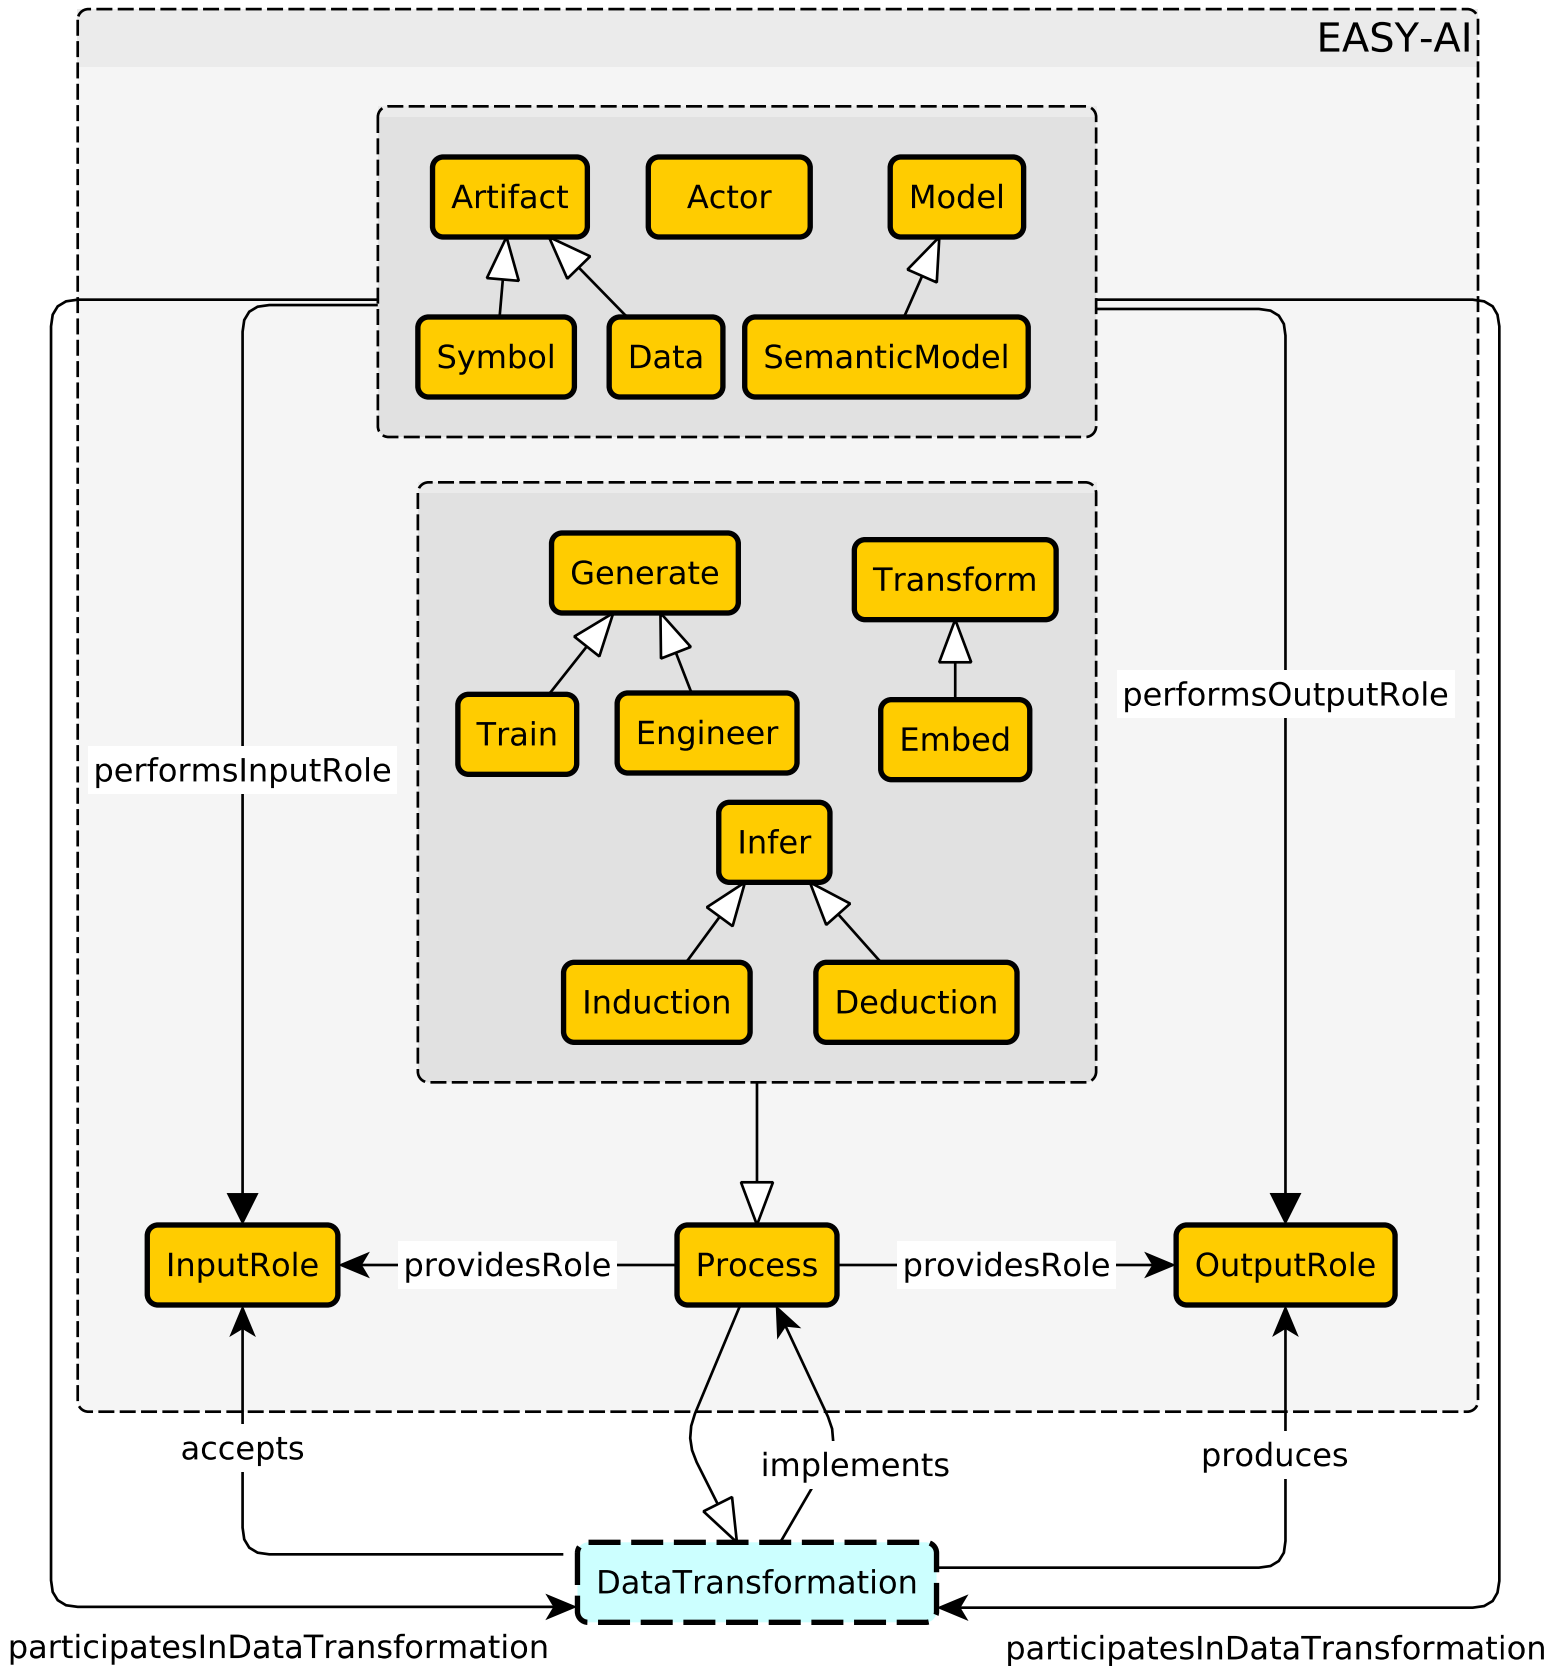 EASY-AI
Artifact
Actor
Model
Symbol
Data
SemanticModel
Generate
Transform
Train
Engineer
Embed
performsOutputRole
performsInputRole
Infer
Induction
Deduction
InputRole
providesRole
Process
providesRole
OutputRole
accepts
implements
produces
DataTransformation
participatesInDataTransformation
participatesInDataTransformation